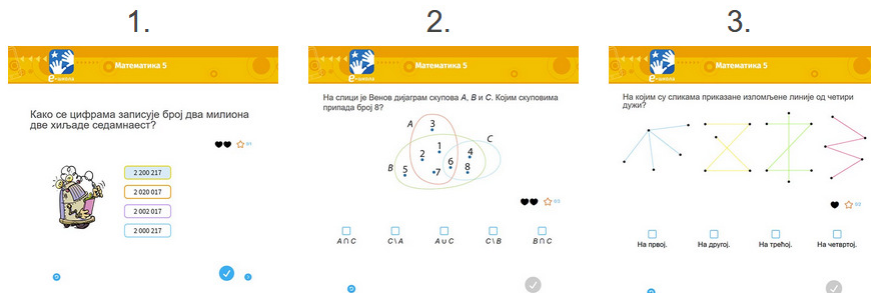 1.
2.
3.
Математика 5
Математика 5
Математика 5
Како се цифрама записује број два милиона
две хиљаде седамнаест?
2 200 217
2 020 017
2 002 017
2 000 217
На слици је Венов дијаграм скупова A, B и C. Којим скуповима
припада број 8?
A
3
C
1
2
4
6
B
5
7
8
A ∩ C
C \ A
A ∪ C
C \ B
B ∩ C
На којим су сликама приказане изломљене линије од четири
дужи?
На првој.
На другој.
На трећој.
На четвртој.